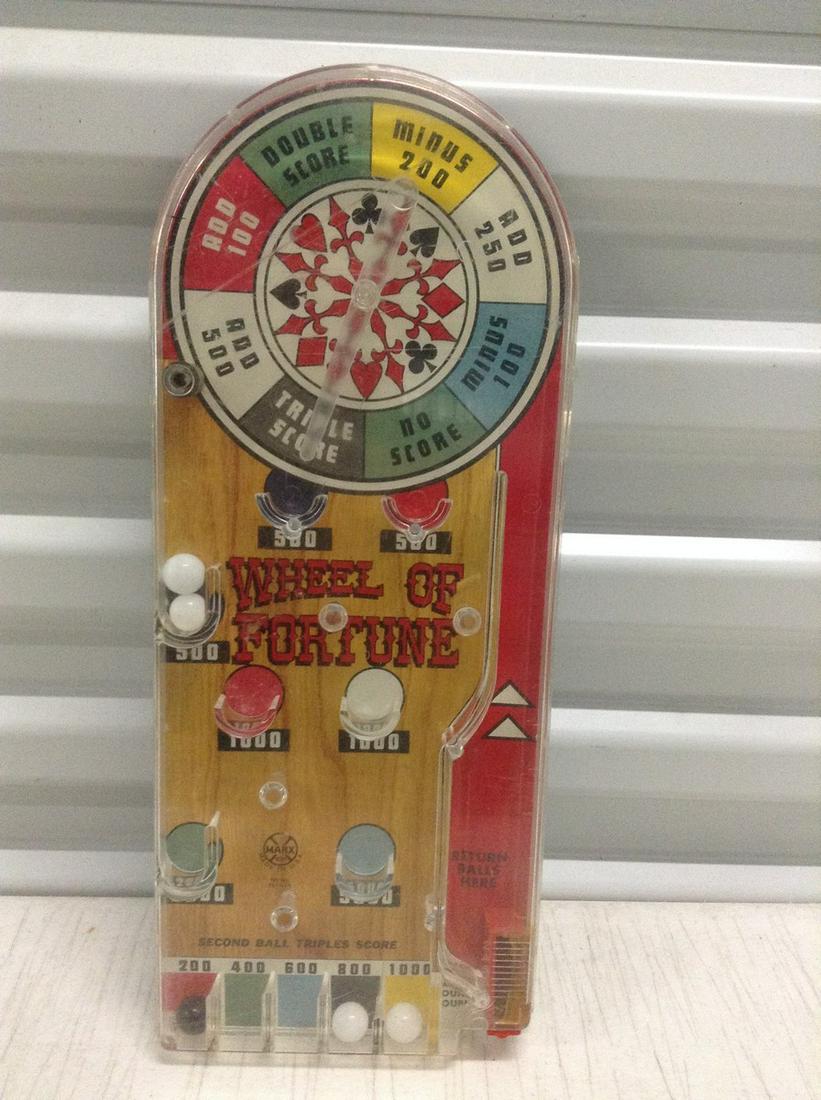 DOUBLE
SCORE
MINUS
200
ADD
250
MINUS
100
NO
SCORE
TRIPLE
SCORE
ADD
500
ADD
100
500
500
WHEEL OF
FORTUNE
500
1000
1000
MARX
RETURN
BALLS
HERE
SECOND BALL TRIPLES SCORE
200 400 600 800 1000